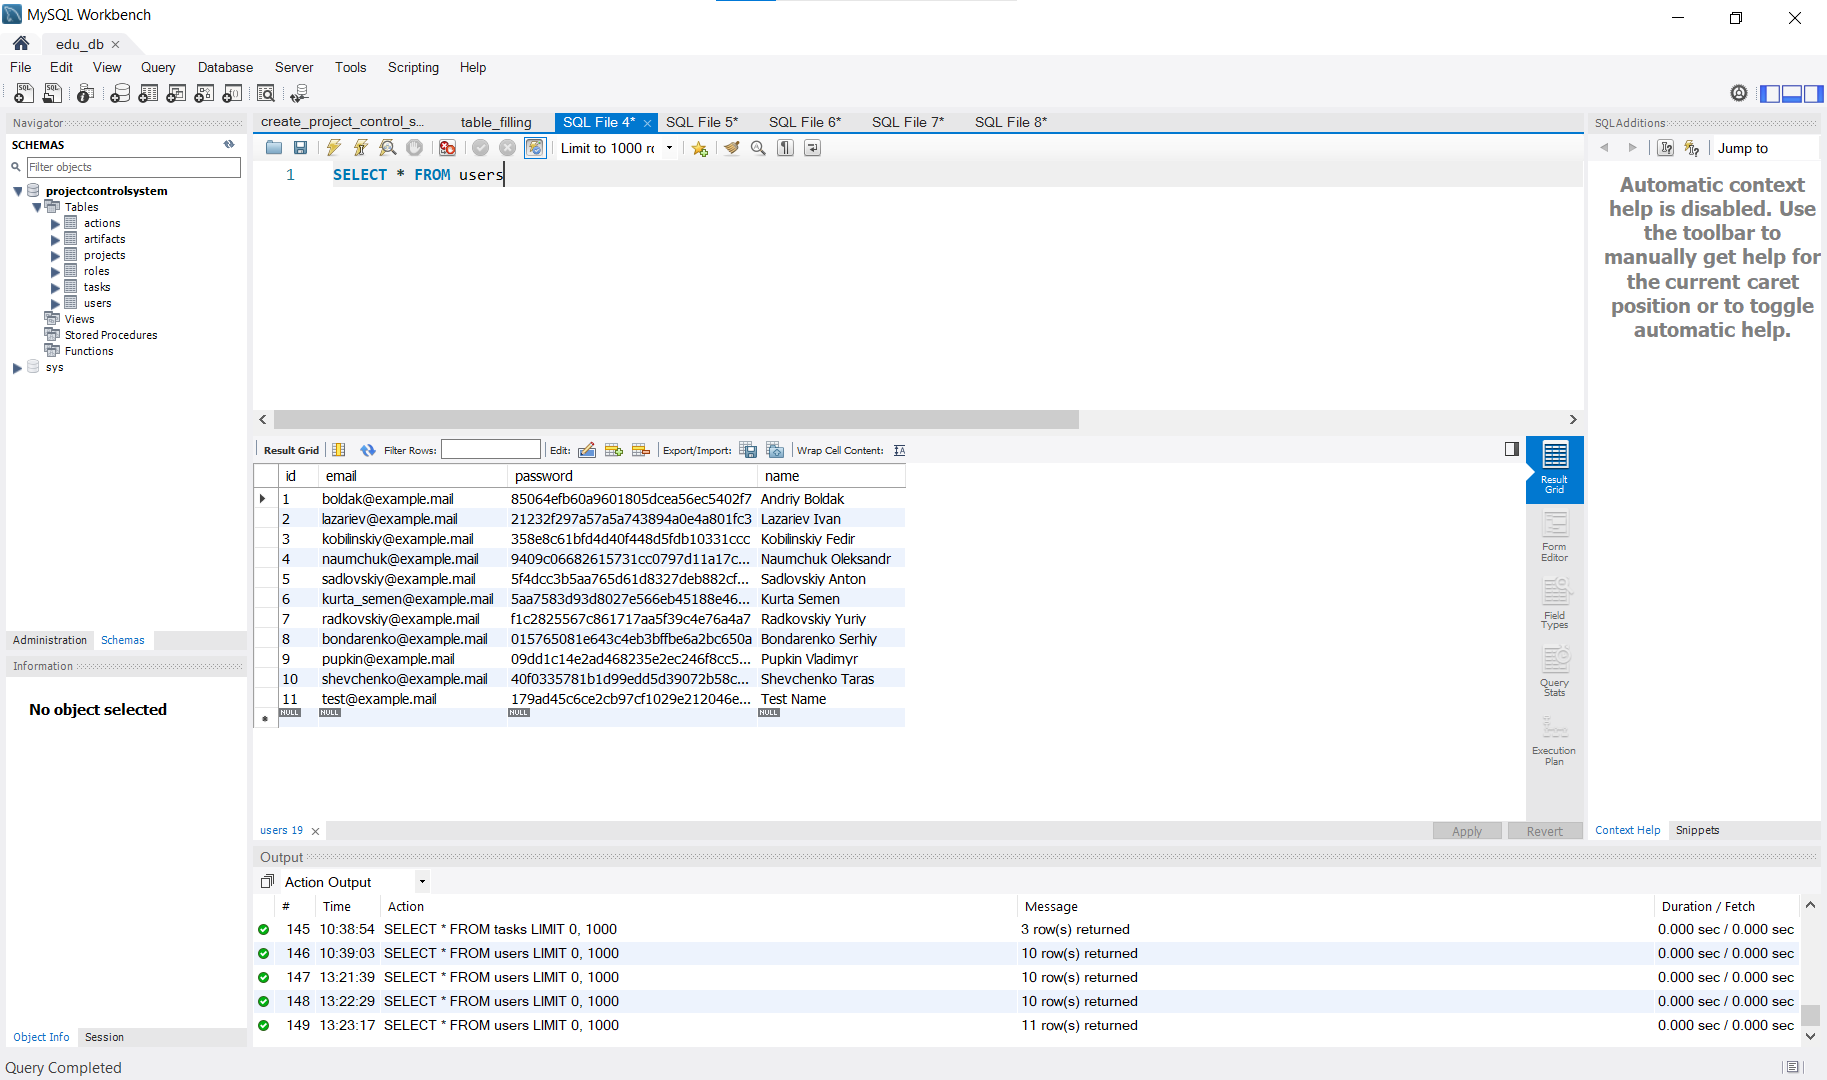 MySQL Workbench
edu_db
File Edit View Query Database Server Tools Scripting Help
Navigator
SCHEMAS
Filter objects
projectcontrolsystem
Tables
actions
artifacts
projects
roles
tasks
users
Views
Stored Procedures
Functions
sys
Administration Schemas
Information
No object selected
Object Info Session
create_project_control_s... table_filling SQL File 4* SQL File 5* SQL File 6* SQL File 7* SQL File 8*
Limit to 1000 rc
1 SELECT * FROM users
Result Grid Filter Rows: Edit: Export/Import: Wrap Cell Content:
id email password name
1 boldak@example.mail 85064efb60a9601805dcea56ec5402f7 Andriy Boldak
2 lazariev@example.mail 21232f297a57a5a743894a0e4a801fc3 Lazariev Ivan
3 kobilinskiy@example.mail 358e8c61bfd4d40f448d5fdb10331ccc Kobilinskiy Fedir
4 naumchuk@example.mail 9409c06682615731cc0797d11a17c... Naumchuk Oleksandr
5 sadlovskiy@example.mail 5f4dcc3b5aa765d61d8327deb882cf... Sadlovskiy Anton
6 kurta_semen@example.mail 5aa7583d93d8027e566eb45188e46... Kurta Semen
7 radkovskiy@example.mail f1c2825567c861717aa5f39c4e76a4a7 Radkovskiy Yuriy
8 bondarenko@example.mail 015765081e643c4eb3bffbe6a2bc650a Bondarenko Serhiy
9 pupkin@example.mail 09dd1c14e2ad468235e2ec246f8cc5... Pupkin Vladimyr
10 shevchenko@example.mail 40f0335781b1d99edd5d39072b58c... Shevchenko Taras
11 test@example.mail 179ad45c6ce2cb97cf1029e212046e... Test Name
NULL NULL NULL NULL
Result
Grid
Form
Editor
Field
Types
Query
Stats
Execution
Plan
users 19
Apply Revert
SQLAdditions
Jump to
Automatic context
help is disabled. Use
the toolbar to
manually get help for
the current caret
position or to toggle
automatic help.
Context Help Snippets
Output
Action Output
# Time Action Message Duration / Fetch
145 10:38:54 SELECT * FROM tasks LIMIT 0, 1000 3 row(s) returned 0.000 sec / 0.000 sec
146 10:39:03 SELECT * FROM users LIMIT 0, 1000 10 row(s) returned 0.000 sec / 0.000 sec
147 13:21:39 SELECT * FROM users LIMIT 0, 1000 10 row(s) returned 0.000 sec / 0.000 sec
148 13:22:29 SELECT * FROM users LIMIT 0, 1000 10 row(s) returned 0.000 sec / 0.000 sec
149 13:23:17 SELECT * FROM users LIMIT 0, 1000 11 row(s) returned 0.000 sec / 0.000 sec
Query Completed